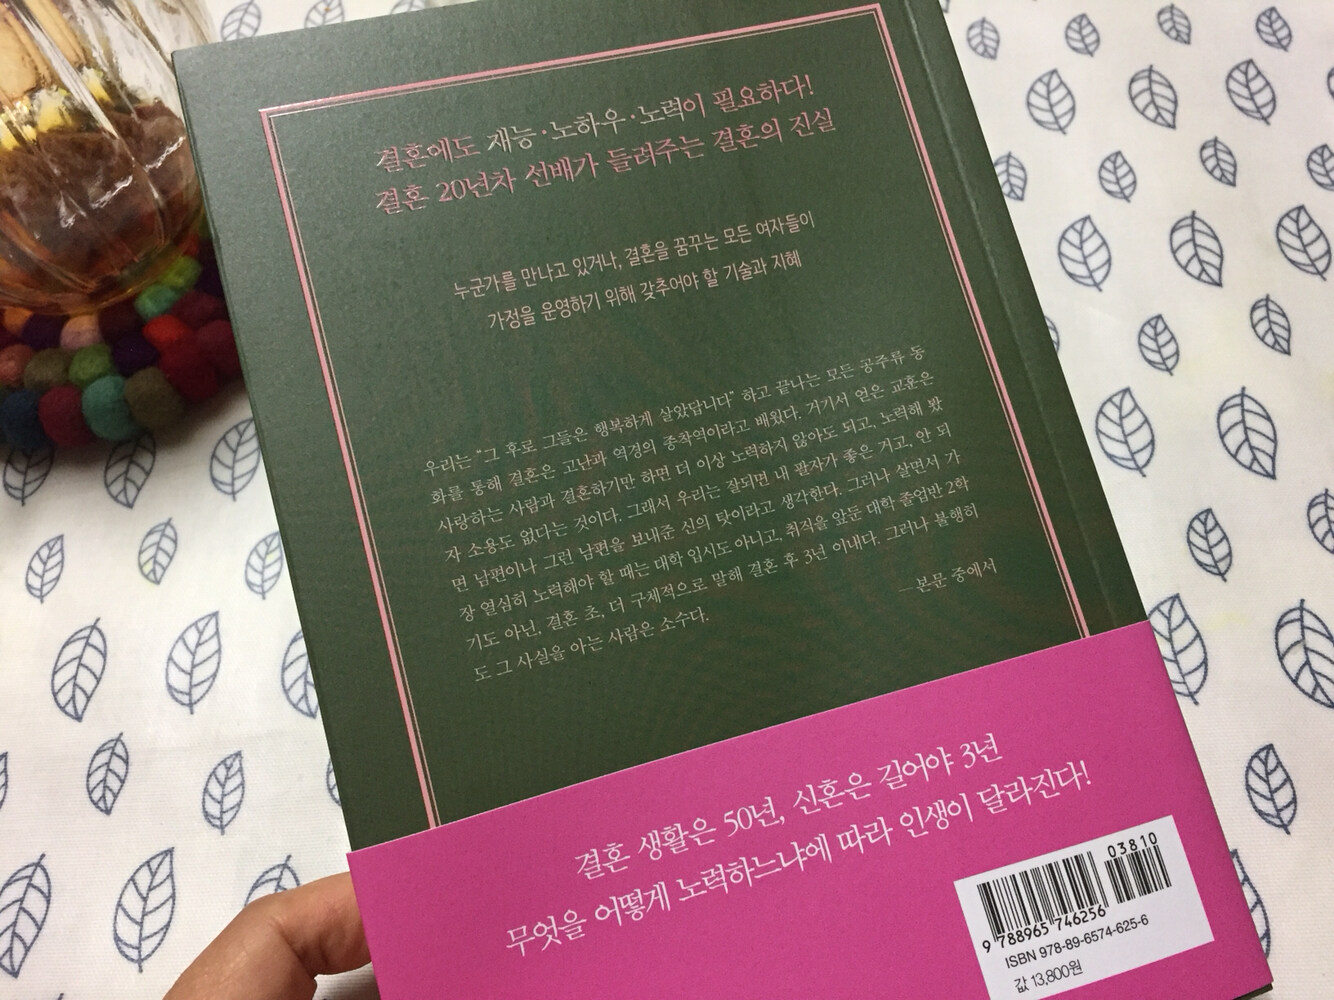 결혼에도 재능·노하우·노력이 필요하다!
결혼 20년차 선배가 들려주는 결혼의 진실
누군가를 만나고 있거나, 결혼을 꿈꾸는 모든 여자들이
가정을 운영하기 위해 갖추어야 할 기술과 지혜
우리는 “그 후로 그들은 행복하게 살았답니다” 하고 끝나는 모든 공주류 동
화를 통해 결혼은 고난과 역경의 종착역이라고 배웠다. 거기서 얻은 교훈은
사랑하는 사람과 결혼하기만 하면 더 이상 노력하지 않아도 되고, 노력해 봤
자 소용도 없다는 것이다. 그래서 우리는 잘되면 내 팔자가 좋은 거고, 안 되
면 남편이나 그런 남편을 보내준 신의 탓이라고 생각한다. 그러나 살면서 가
장 열심히 노력해야 할 때는 대학 입시도 아니고, 취직을 앞둔 대학 졸업반 2학
기도 아닌, 결혼 초, 더 구체적으로 말해 결혼 후 3년 이내다. 그러나 불행히
도 그 사실을 아는 사람은 소수다.
— 본문 중에서
결혼 생활은 50년, 신혼은 길어야 3년
무엇을 어떻게 노력하느냐에 따라 인생이 달라진다!
03810
9 788965 746256
ISBN 978-89-6574-625-6
값 13,800원